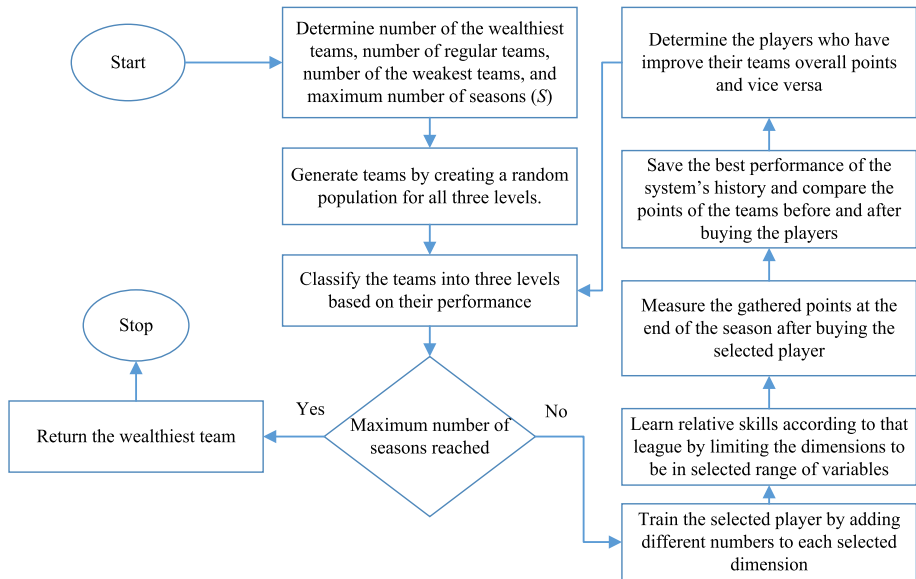 Start
Determine number of the wealthiest
teams, number of regular teams,
number of the weakest teams, and
maximum number of seasons (S)
Generate teams by creating a random
population for all three levels.
Classify the teams into three levels
based on their performance
Maximum number of
seasons reached
Yes
No
Return the wealthiest team
Stop
Train the selected player by adding
different numbers to each selected
dimension
Learn relative skills according to that
league by limiting the dimensions to
be in selected range of variables
Measure the gathered points at the
end of the season after buying the
selected player
Save the best performance of the
system’s history and compare the
points of the teams before and after
buying the players
Determine the players who have
improve their teams overall points
and vice versa